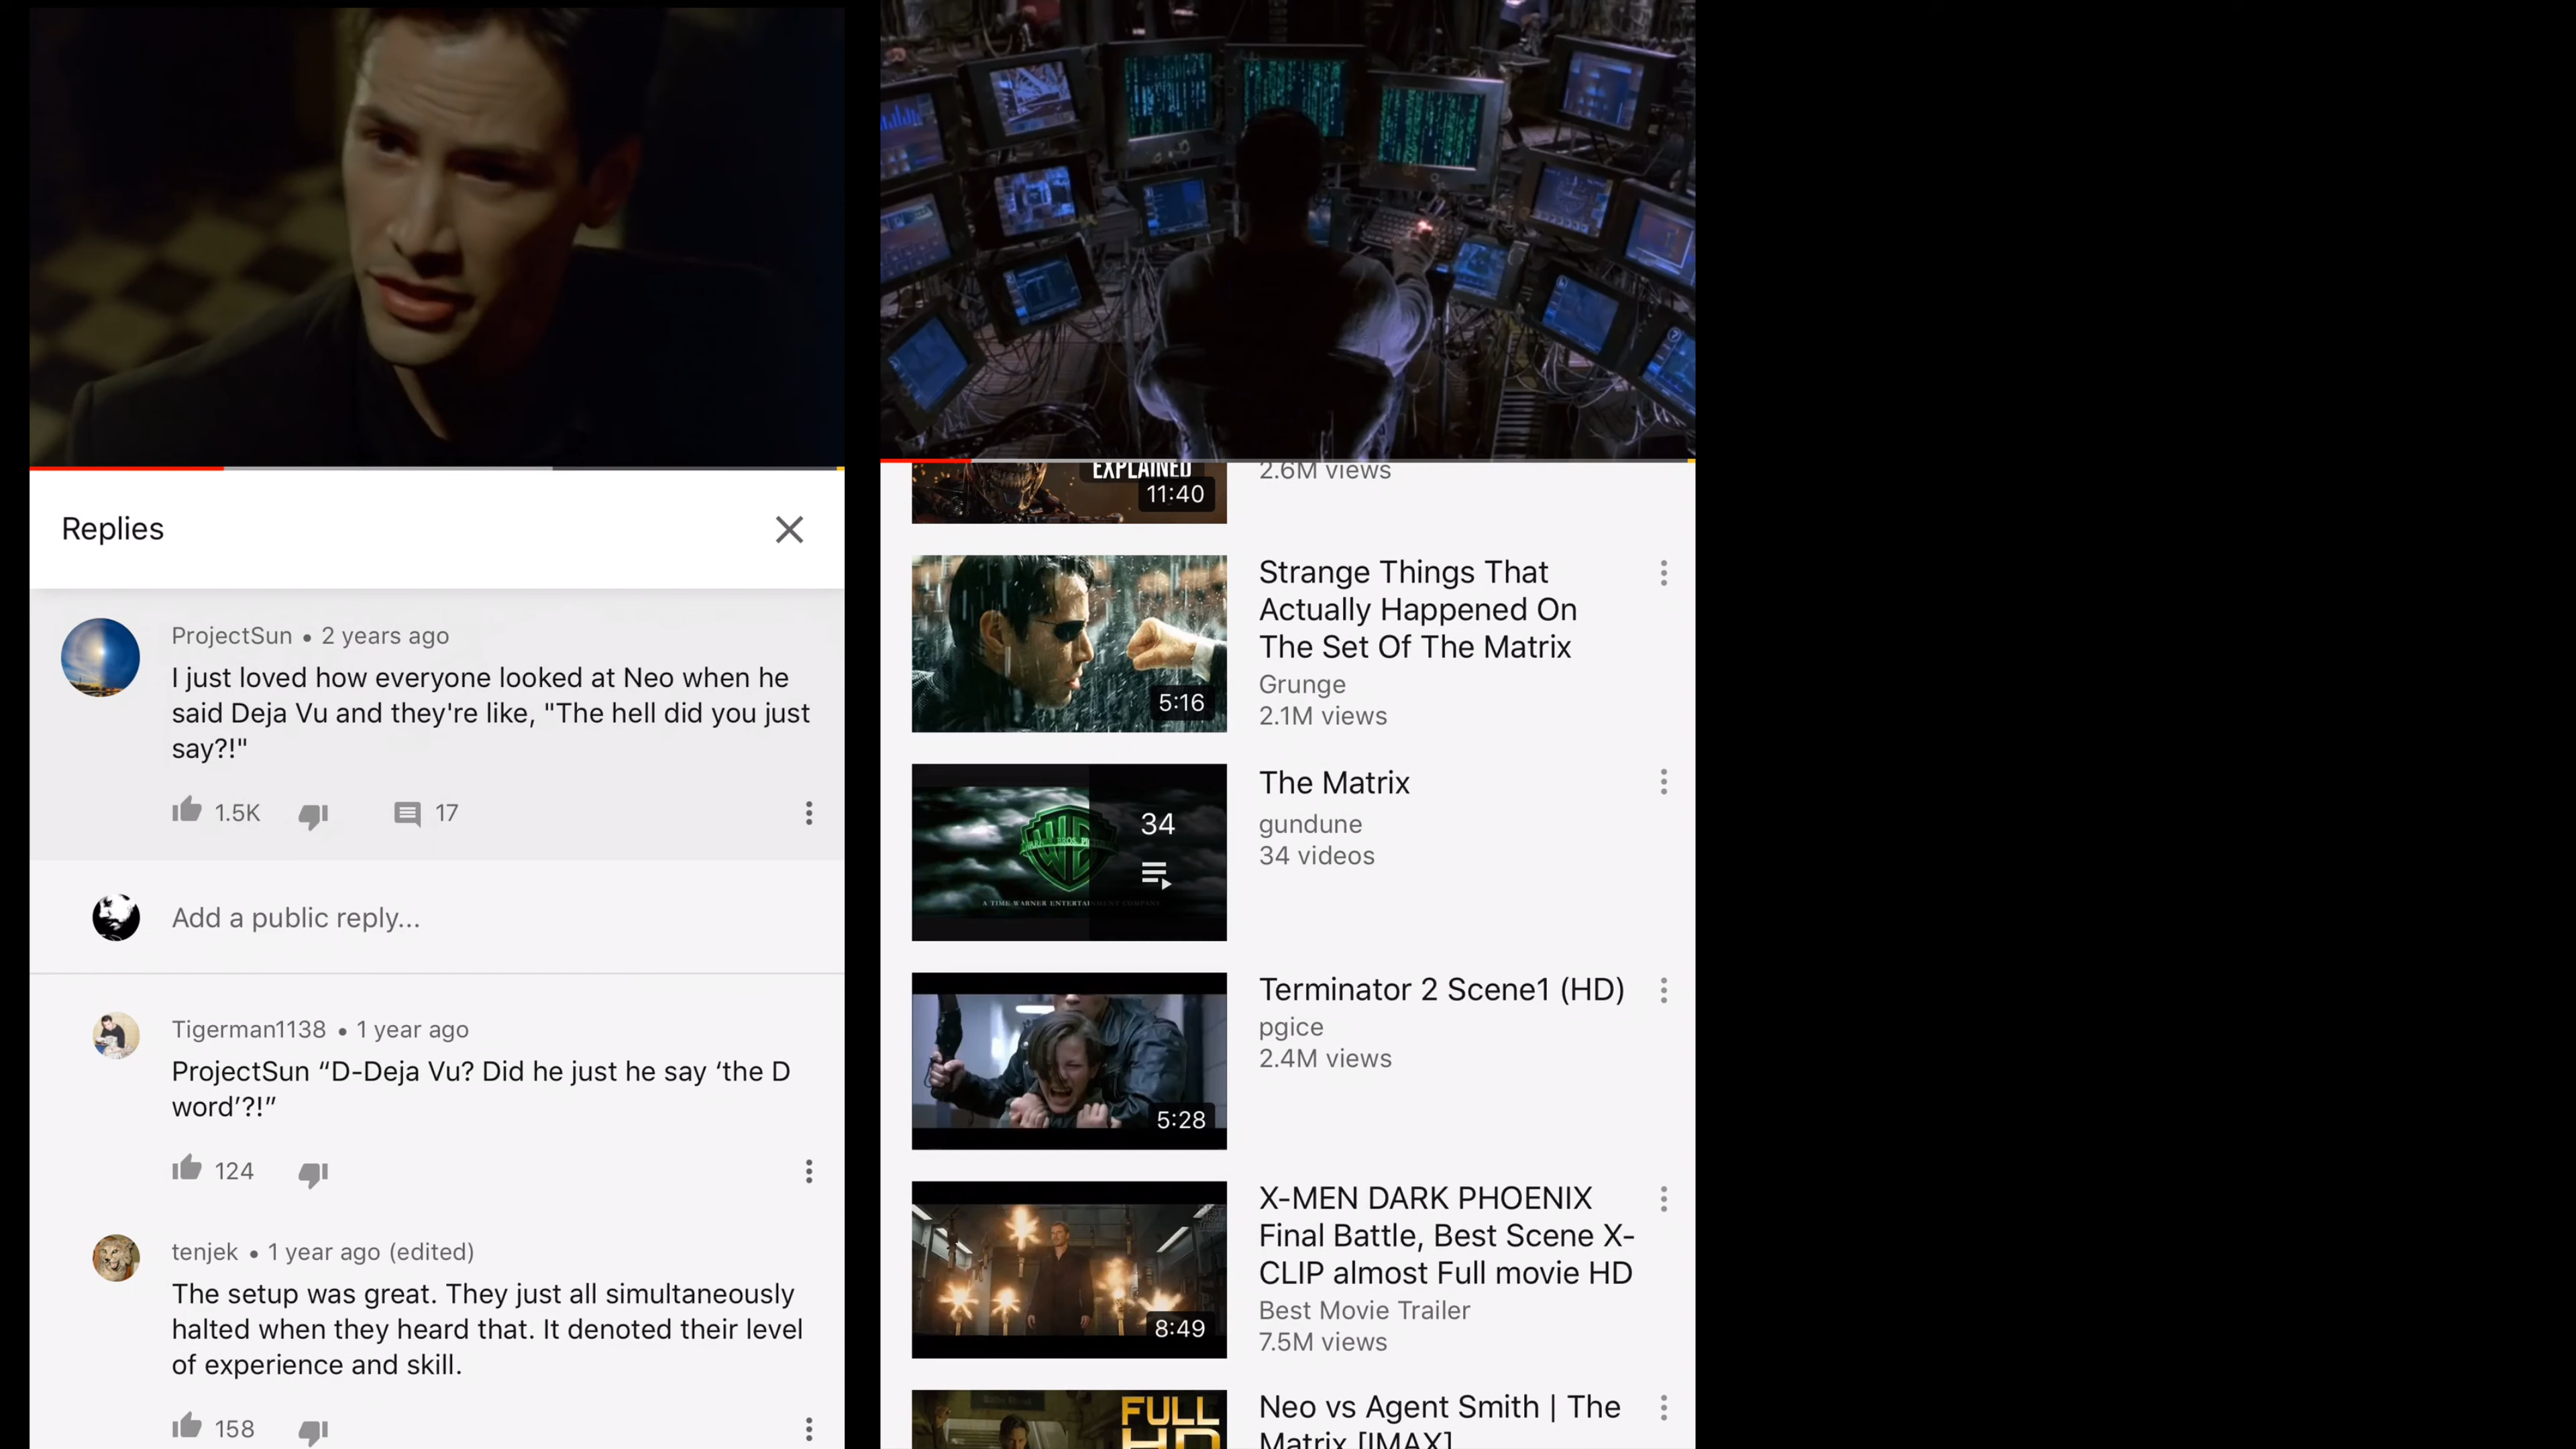 Replies
ProjectSun • 2 years ago
I just loved how everyone looked at Neo when he
said Deja Vu and they're like, "The hell did you just
say?!"
1.5K
17
Add a public reply...
Tigerman1138 • 1 year ago
ProjectSun “D-Deja Vu? Did he just he say ‘the D
word’?!”
124
tenjek • 1 year ago (edited)
The setup was great. They just all simultaneously
halted when they heard that. It denoted their level
of experience and skill.
158
EXPLAINED
11:40
2.6M views
5:16
Strange Things That
Actually Happened On
The Set Of The Matrix
Grunge
2.1M views
34
A TIME WARNER ENTERTAINMENT COMPANY
The Matrix
gundune
34 videos
5:28
Terminator 2 Scene1 (HD)
pgice
2.4M views
8:49
X-MEN DARK PHOENIX
Final Battle, Best Scene X-
CLIP almost Full movie HD
Best Movie Trailer
7.5M views
FULL
HD
Neo vs Agent Smith | The
Matrix [IMAX]